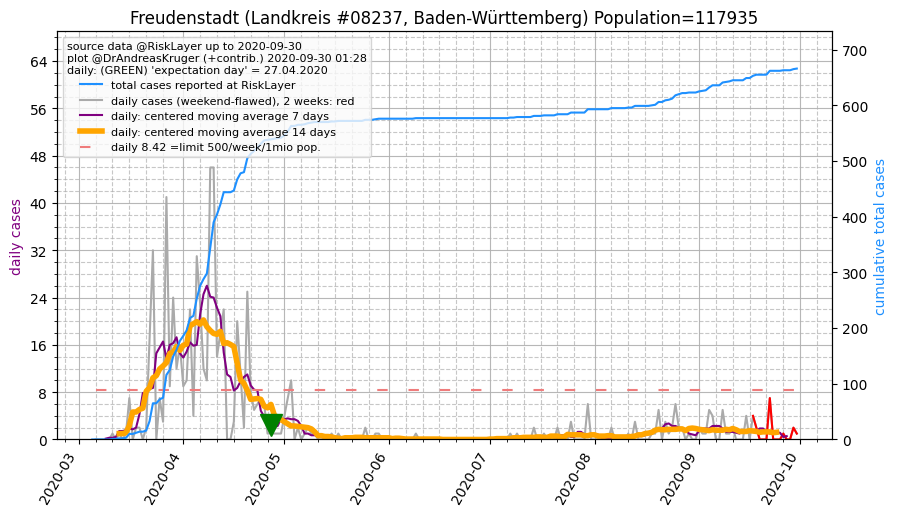 Freudenstadt (Landkreis #08237, Baden-Württemberg) Population=117935
source data @RiskLayer up to 2020-09-30
plot @DrAndreasKruger (+contrib.) 2020-09-30 01:28
daily: (GREEN) 'expectation day' = 27.04.2020
total cases reported at RiskLayer
daily cases (weekend-flawed), 2 weeks: red
daily: centered moving average 7 days
daily: centered moving average 14 days
daily 8.42 =limit 500/week/1mio pop.
daily cases
64
56
48
40
32
24
16
8
0
cumulative total cases
700
600
500
400
300
200
100
0
2020-03
2020-04
2020-05
2020-06
2020-07
2020-08
2020-09
2020-10